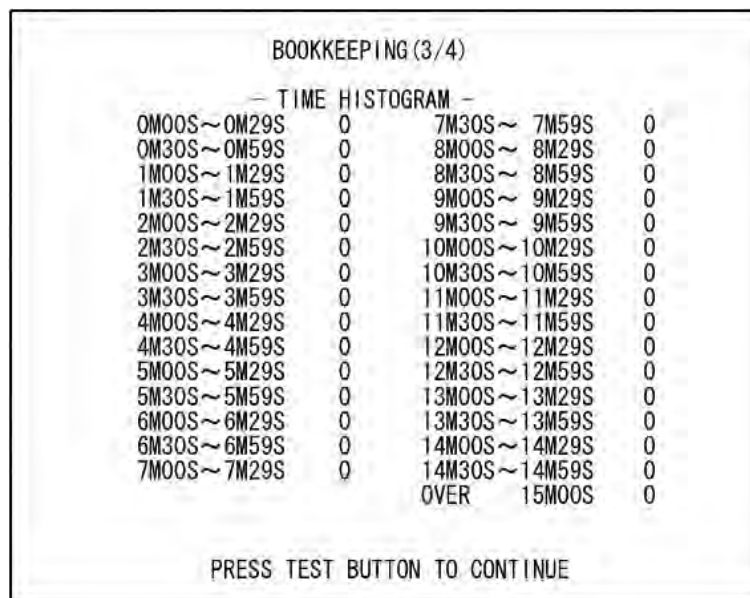 BOOKKEEPING(3/4)
— TIME HISTOGRAM —
0M00S~0M29S 0 7M30S~ 7M59S 0
0M30S~0M59S 0 8M00S~ 8M29S 0
1M00S~1M29S 0 8M30S~ 8M59S 0
1M30S~1M59S 0 9M00S~ 9M29S 0
2M00S~2M29S 0 9M30S~ 9M59S 0
2M30S~2M59S 0 10M00S~10M29S 0
3M00S~3M29S 0 10M30S~10M59S 0
3M30S~3M59S 0 11M00S~11M29S 0
4M00S~4M29S 0 11M30S~11M59S 0
4M30S~4M59S 0 12M00S~12M29S 0
5M00S~5M29S 0 12M30S~12M59S 0
5M30S~5M59S 0 13M00S~13M29S 0
6M00S~6M29S 0 13M30S~13M59S 0
6M30S~6M59S 0 14M00S~14M29S 0
7M00S~7M29S 0 14M30S~14M59S 0
OVER 15M00S 0
PRESS TEST BUTTON TO CONTINUE